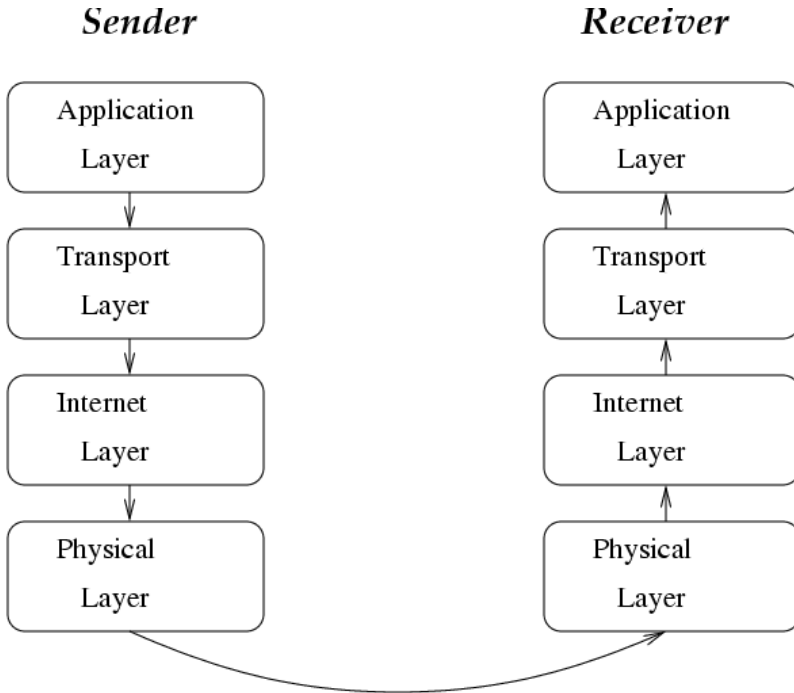 Sender
Receiver
Application
Layer
Transport
Layer
Internet
Layer
Physical
Layer
Application
Layer
Transport
Layer
Internet
Layer
Physical
Layer